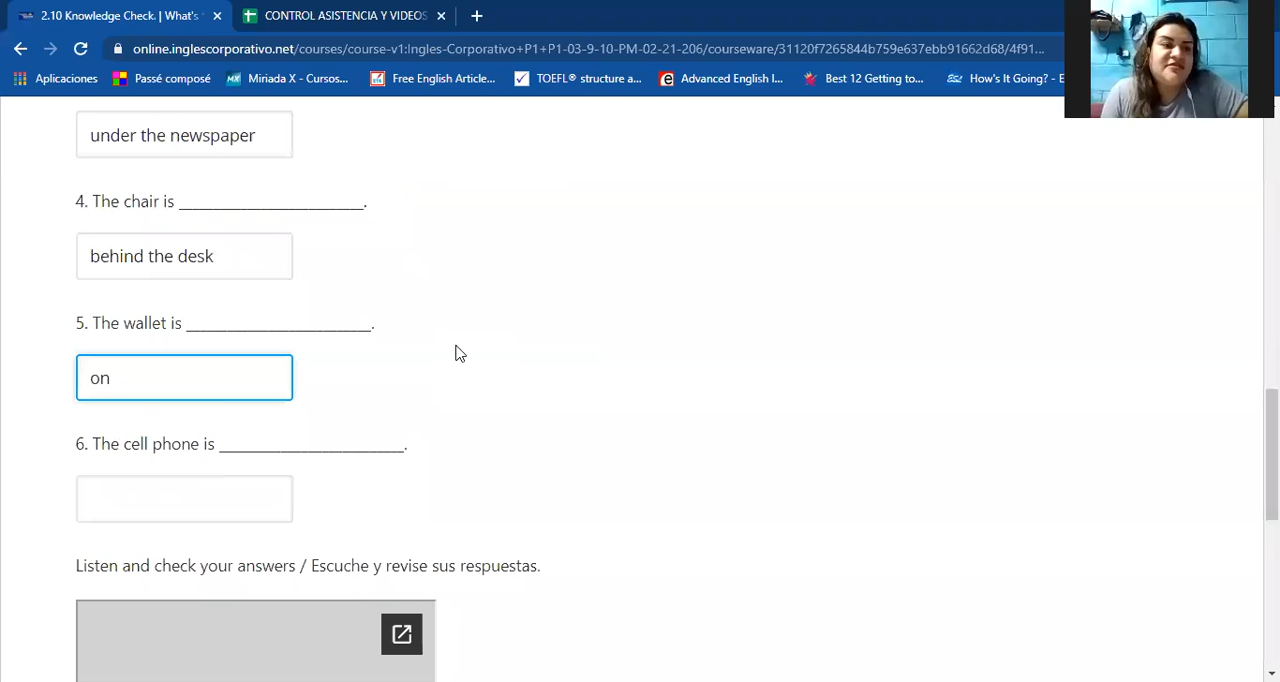 2.10 Knowledge Check. | What's
CONTROL ASISTENCIA Y VIDEOS
online.inglescorporativo.net/courses/course-v1:Ingles-Corporativo+P1+P1-03-9-10-PM-02-21-206/courseware/31120f7265844b759e637ebb91662d68/4f91...
Aplicaciones
Passé composé
Miriada X - Cursos...
Free English Article...
TOEFL® structure a...
Advanced English l...
Best 12 Getting to...
How's It Going? - E
under the newspaper
4. The chair is ______________________.
behind the desk
5. The wallet is ______________________.
on
6. The cell phone is ______________________.
Listen and check your answers / Escuche y revise sus respuestas.